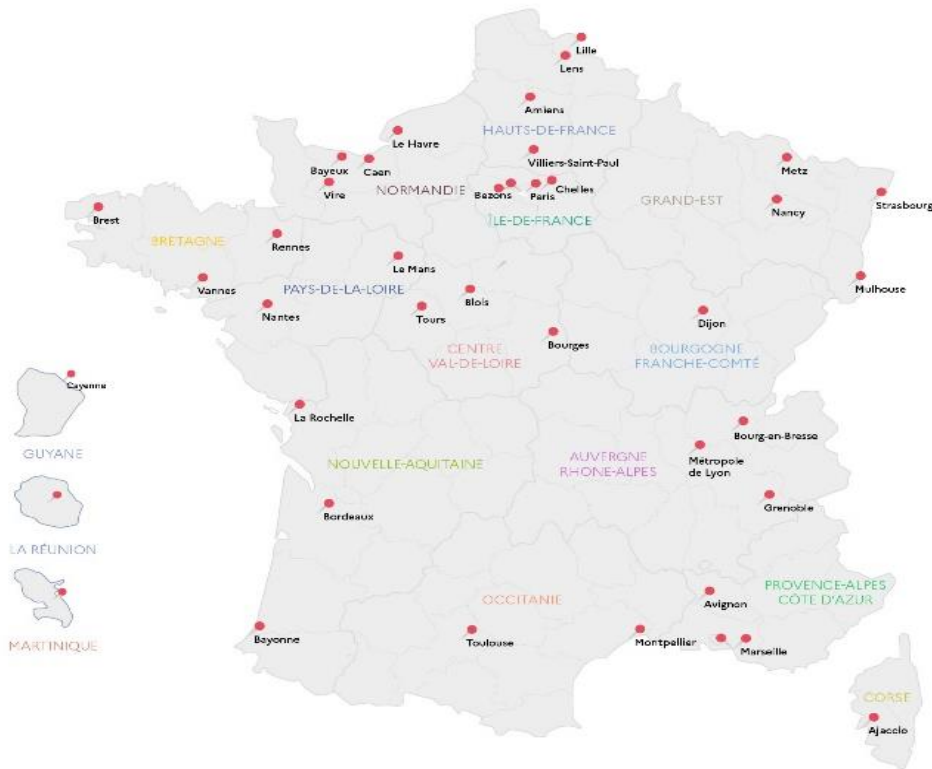 Lille
Lens
Amiens
HAUTS-DE-FRANCE
Le Havre
Bayeux
Caen
Villiers-Saint-Paul
Metz
Vire
NORMANDIE
Bezons
Paris
Chelles
GRAND-EST
Strasbourg
Nancy
Brest
ÎLE-DE-FRANCE
BRETAGNE
Rennes
Le Mans
Vannes
PAYS-DE-LA-LOIRE
Blois
Mulhouse
Nantes
Tours
Dijon
Bourges
CENTRE
VAL-DE-LOIRE
BOURGOGNE
FRANCHE-COMTÉ
Cayenne
La Rochelle
Bourg-en-Bresse
GUYANE
NOUVELLE-AQUITAINE
AUVERGNE
RHONE-ALPES
Métropole
de Lyon
Grenoble
Bordeaux
LA RÉUNION
PROVENCE-ALPES
CÔTE D'AZUR
OCCITANIE
Avignon
MARTINIQUE
Bayonne
Toulouse
Montpellier
Marseille
CORSE
Ajaccio